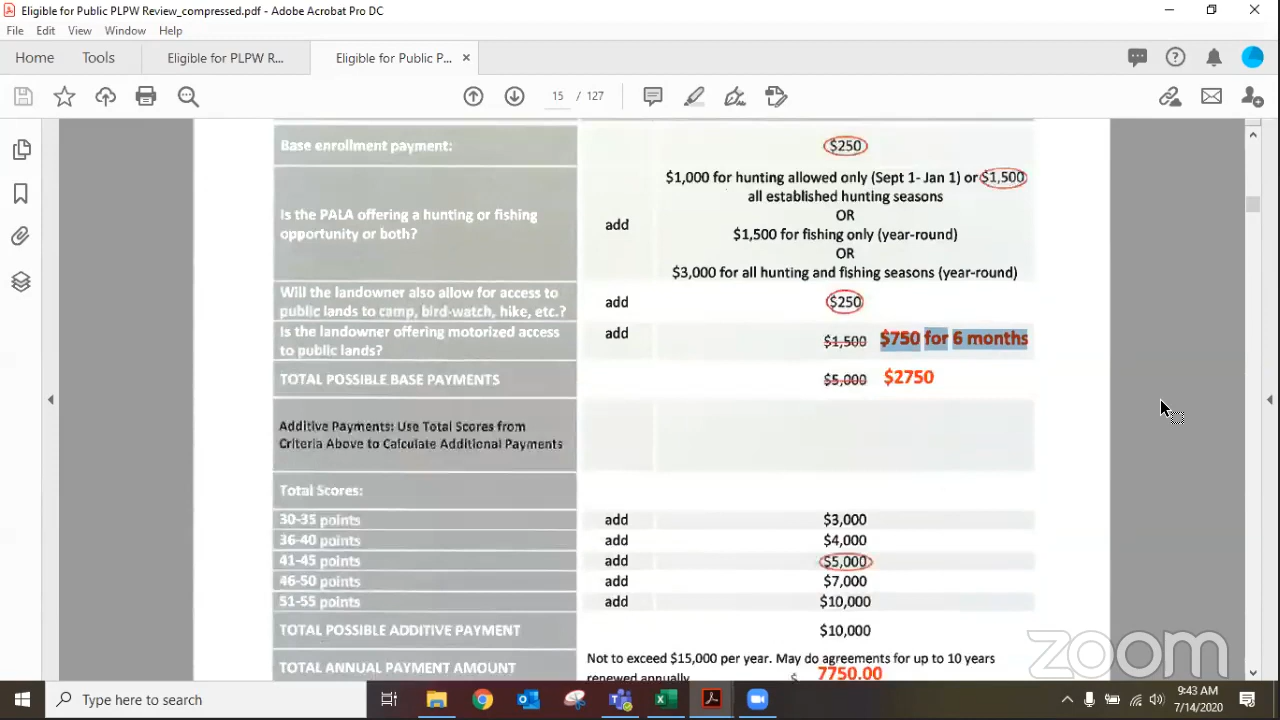 Eligible for Public PLPW Review_compressed.pdf - Adobe Acrobat Pro DC
File Edit View Window Help
Home Tools Eligible for PLPW R... Eligible for Public P... ×
15 / 127
Base enrollment payment: $250
Is the PALA offering a hunting or fishing opportunity or both? add
$1,000 for hunting allowed only (Sept 1- Jan 1) or $1,500
all established hunting seasons
OR
$1,500 for fishing only (year-round)
OR
$3,000 for all hunting and fishing seasons (year-round)
Will the landowner also allow for access to
public lands to camp, bird-watch, hike, etc.? add $250
Is the landowner offering motorized access
to public lands? add $1,500 $750 for 6 months
TOTAL POSSIBLE BASE PAYMENTS $5,000 $2750
Additive Payments: Use Total Scores from
Criteria Above to Calculate Additional Payments
Total Scores:
30-35 points add $3,000
36-40 points add $4,000
41-45 points add $5,000
46-50 points add $7,000
51-55 points add $10,000
TOTAL POSSIBLE ADDITIVE PAYMENT $10,000
TOTAL ANNUAL PAYMENT AMOUNT
Not to exceed $15,000 per year. May do agreements for up to 10 years
renewed annually. $ 7750.00
zoom
Type here to search
9:43 AM
7/14/2020